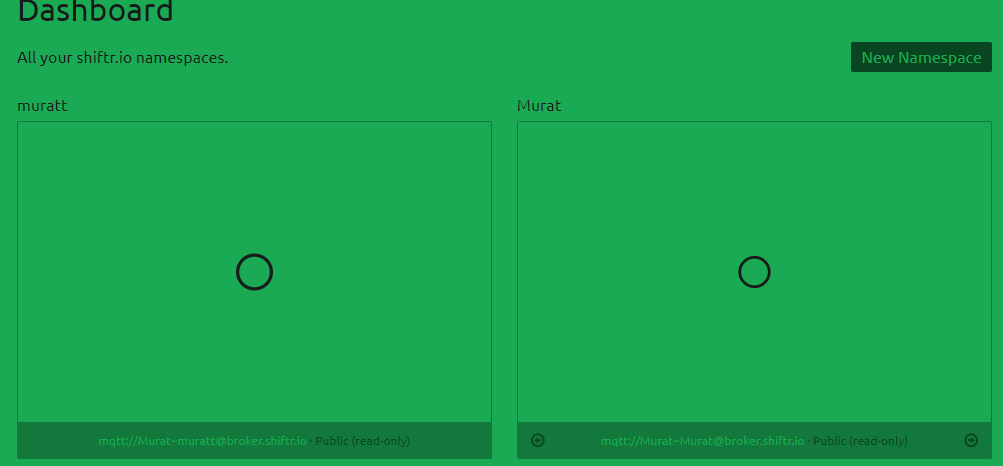 Dashboard
All your shiftr.io namespaces.
New Namespace
muratt
Murat
mqtt://Murat~muratt@broker.shiftr.io · Public (read-only)
mqtt://Murat~Murat@broker.shiftr.io · Public (read-only)